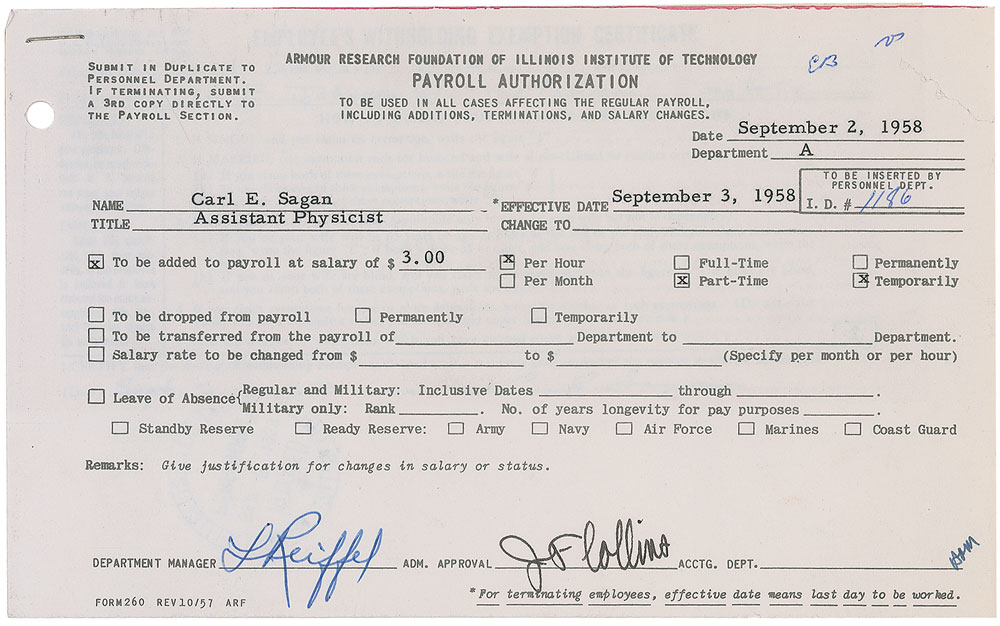 SUBMIT IN DUPLICATE TO
PERSONNEL DEPARTMENT.
IF TERMINATING, SUBMIT
A 3RD COPY DIRECTLY TO
THE PAYROLL SECTION.
ARMOUR RESEARCH FOUNDATION OF ILLINOIS INSTITUTE OF TECHNOLOGY
PAYROLL AUTHORIZATION
TO BE USED IN ALL CASES AFFECTING THE REGULAR PAYROLL,
INCLUDING ADDITIONS, TERMINATIONS, AND SALARY CHANGES.
Date September 2, 1958
Department A
TO BE INSERTED BY
PERSONNEL DEPT.
I. D. # 1186
NAME Carl E. Sagan *EFFECTIVE DATE September 3, 1958
TITLE Assistant Physicist CHANGE TO
x To be added to payroll at salary of $ 3.00 x Per Hour Full-Time Permanently
Per Month x Part-Time x Temporarily
To be dropped from payroll Permanently Temporarily
To be transferred from the payroll of Department to Department.
Salary rate to be changed from $ to $ (Specify per month or per hour)
Leave of Absence{Regular and Military: Inclusive Dates through .
Military only: Rank . No. of years longevity for pay purposes .
Standby Reserve Ready Reserve: Army Navy Air Force Marines Coast Guard
Remarks: Give justification for changes in salary or status.
DEPARTMENT MANAGER L Reiffel ADM. APPROVAL J F Collins ACCTG. DEPT.
*For terminating employees, effective date means last day to be worked.
FORM260 REV10/57 ARF